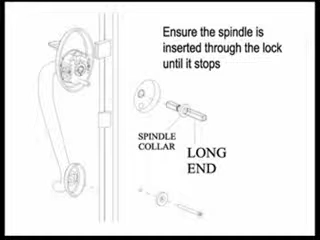 Ensure the spindle is
inserted through the lock
until it stops
SPINDLE
COLLAR
LONG
END